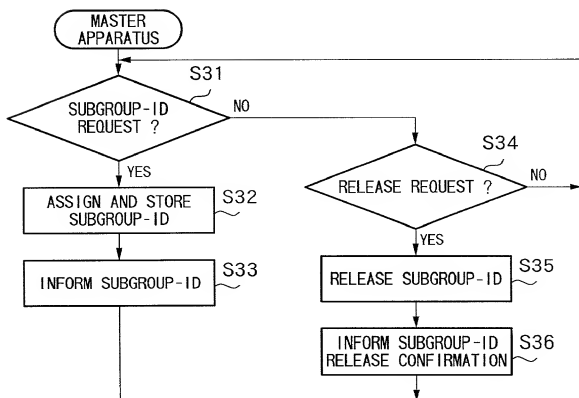 MASTER
APPARATUS
S31
SUBGROUP-ID
REQUEST ?
NO
YES
S32
ASSIGN AND STORE
SUBGROUP-ID
S33
INFORM SUBGROUP-ID
S34
RELEASE REQUEST ?
NO
YES
S35
RELEASE SUBGROUP-ID
S36
INFORM SUBGROUP-ID
RELEASE CONFIRMATION